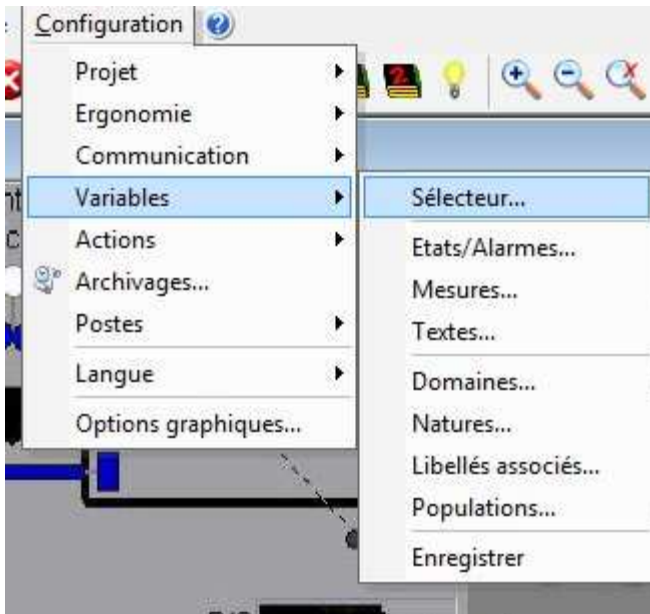 Configuration
Projet
Ergonomie
Communication
Variables
Actions
Archivages...
Postes
Langue
Options graphiques...
Sélecteur...
Etats/Alarmes...
Mesures...
Textes...
Domaines...
Natures...
Libellés associés...
Populations...
Enregistrer